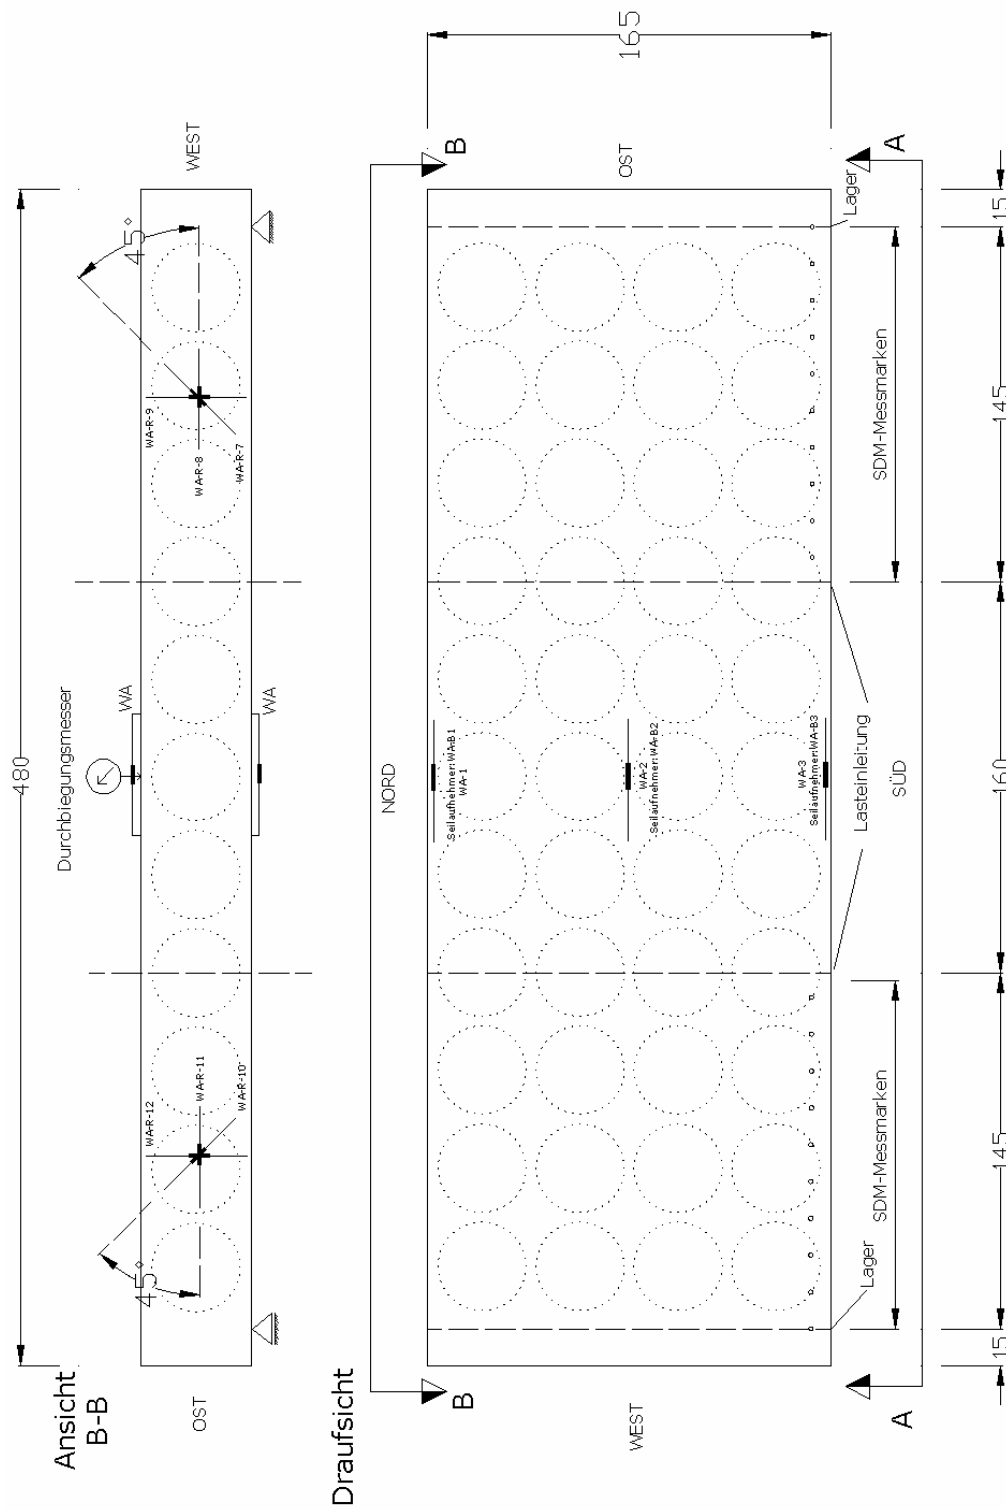 Ansicht
B-B
480
OST
WEST
Durchbiegungsmesser
WA
WA
45°
WA-R-12
WA-R-11
WA-R-10
45°
WA-R-9
WA-R-8
WA-R-7
Draufsicht
B
B
NORD
WEST
OST
165
Seilaufnehmer:WA-B1
WA-1
WA-2
Seilaufnehmer:WA-B2
WA-3
Seilaufnehmer:WA-B3
Lager
Lasteinleitung
Lager
SDM-Messmarken
SÜD
SDM-Messmarken
A
A
15
145
160
145
15